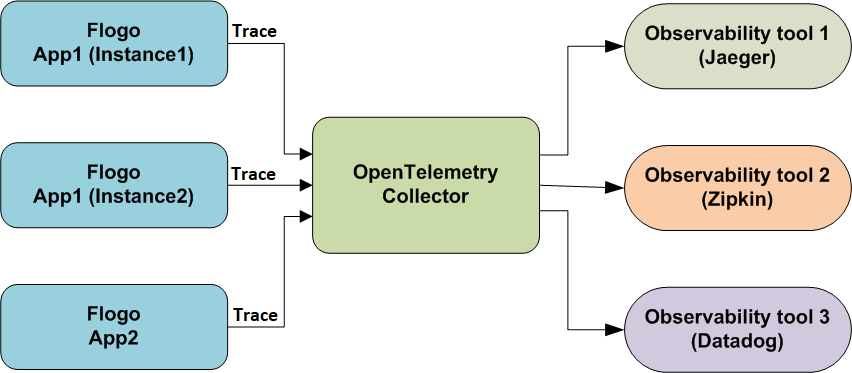 Flogo
App1 (Instance1)
Trace
Observability tool 1
(Jaeger)
Flogo
App1 (Instance2)
Trace
OpenTelemetry
Collector
Observability tool 2
(Zipkin)
Flogo
App2
Trace
Observability tool 3
(Datadog)